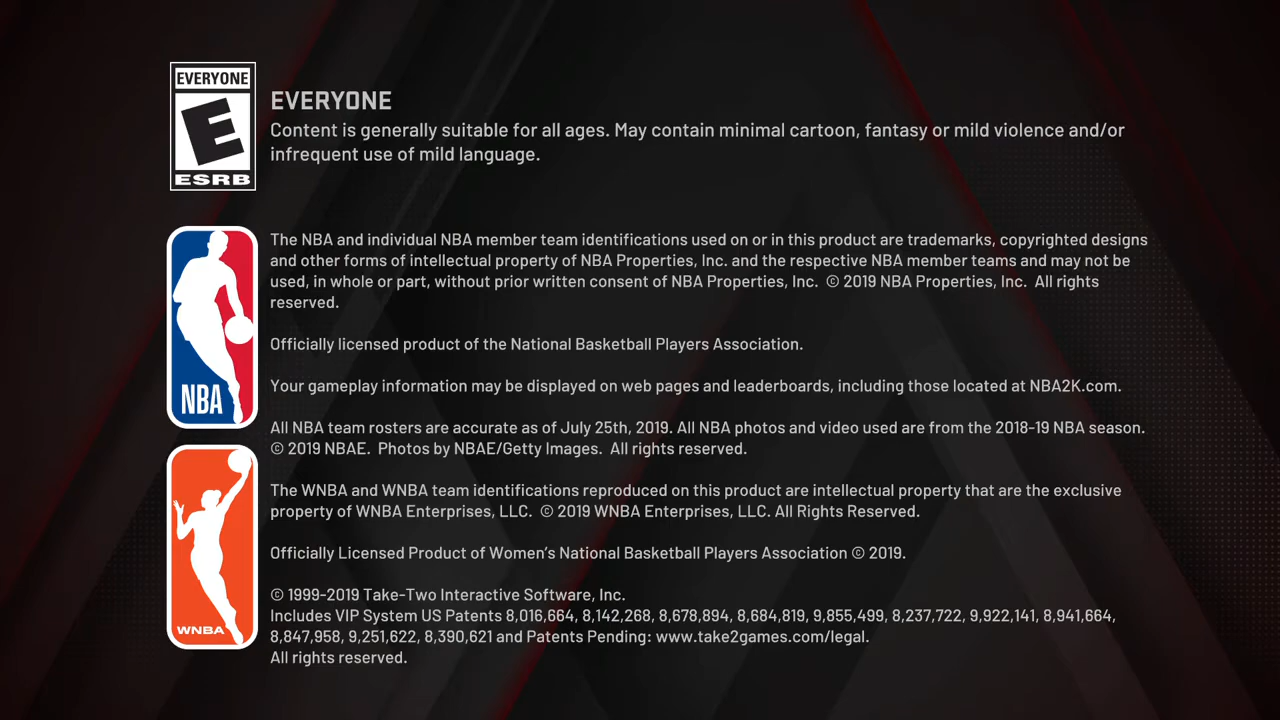 EVERYONE
E
ESRB
EVERYONE
Content is generally suitable for all ages. May contain minimal cartoon, fantasy or mild violence and/or
infrequent use of mild language.
NBA
The NBA and individual NBA member team identifications used on or in this product are trademarks, copyrighted designs
and other forms of intellectual property of NBA Properties, Inc. and the respective NBA member teams and may not be
used, in whole or part, without prior written consent of NBA Properties, Inc.  © 2019 NBA Properties, Inc.  All rights
reserved.
Officially licensed product of the National Basketball Players Association.
Your gameplay information may be displayed on web pages and leaderboards, including those located at NBA2K.com.
All NBA team rosters are accurate as of July 25th, 2019. All NBA photos and video used are from the 2018-19 NBA season.
© 2019 NBAE.  Photos by NBAE/Getty Images.  All rights reserved.
WNBA
The WNBA and WNBA team identifications reproduced on this product are intellectual property that are the exclusive
property of WNBA Enterprises, LLC.  © 2019 WNBA Enterprises, LLC. All Rights Reserved.
Officially Licensed Product of Women's National Basketball Players Association © 2019.
© 1999-2019 Take-Two Interactive Software, Inc.
Includes VIP System US Patents 8,016,664, 8,142,268, 8,678,894, 8,684,819, 9,855,499, 8,237,722, 9,922,141, 8,941,664,
8,847,958, 9,251,622, 8,390,621 and Patents Pending: www.take2games.com/legal.
All rights reserved.